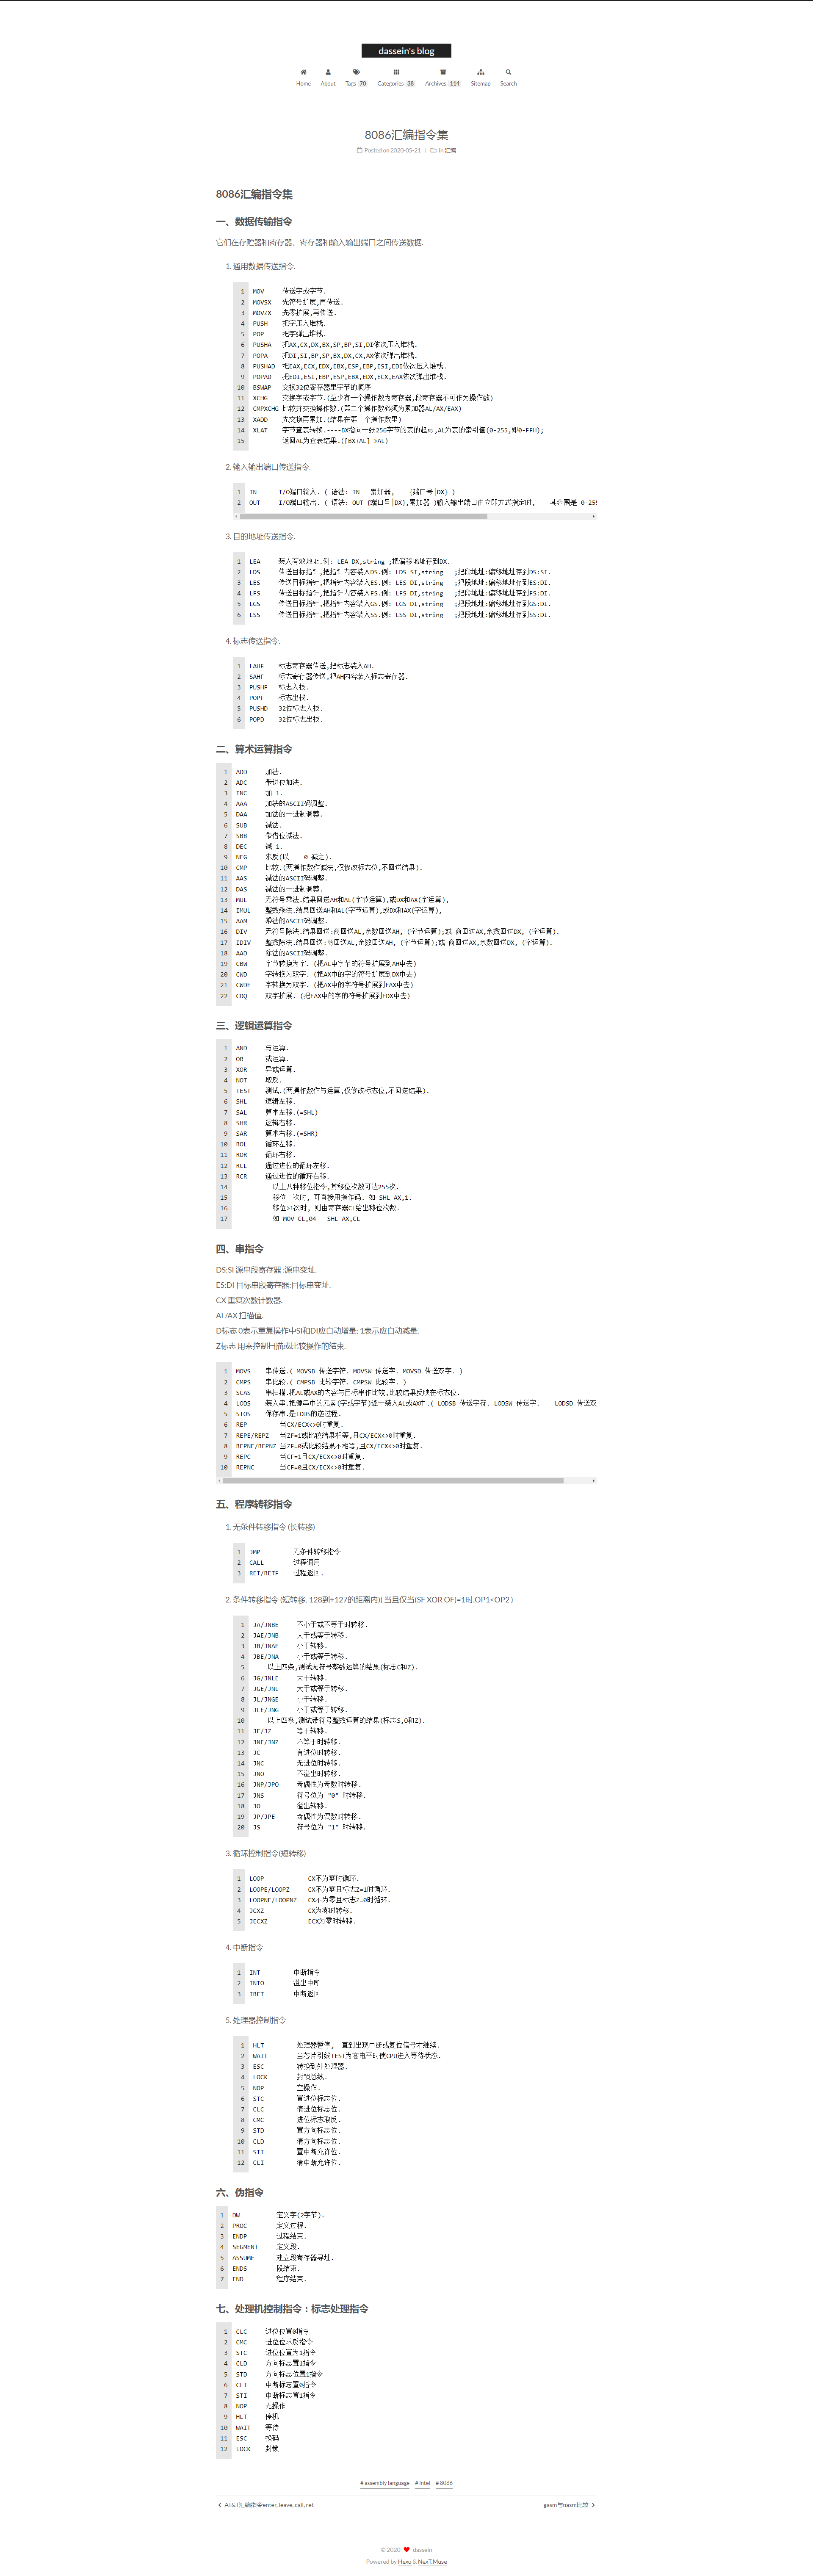 dassein's blog
Home About Tags 70 Categories 38 Archives 114 Sitemap Search
8086汇编指令集
Posted on 2020-05-21 | In 汇编
8086汇编指令集
一、数据传输指令
它们在存贮器和寄存器、寄存器和输入输出端口之间传送数据.
1. 通用数据传送指令.
1 MOV 传送字或字节.
2 MOVSX 先符号扩展,再传送.
3 MOVZX 先零扩展,再传送.
4 PUSH 把字压入堆栈.
5 POP 把字弹出堆栈.
6 PUSHA 把AX,CX,DX,BX,SP,BP,SI,DI依次压入堆栈.
7 POPA 把DI,SI,BP,SP,BX,DX,CX,AX依次弹出堆栈.
8 PUSHAD 把EAX,ECX,EDX,EBX,ESP,EBP,ESI,EDI依次压入堆栈.
9 POPAD 把EDI,ESI,EBP,ESP,EBX,EDX,ECX,EAX依次弹出堆栈.
10 BSWAP 交换32位寄存器里字节的顺序
11 XCHG 交换字或字节.(至少有一个操作数为寄存器,段寄存器不可作为操作数)
12 CMPXCHG 比较并交换操作数.(第二个操作数必须为累加器AL/AX/EAX)
13 XADD 先交换再累加.(结果在第一个操作数里)
14 XLAT 字节查表转换.----BX指向一张256字节的表的起点,AL为表的索引值(0-255,即0-FFH);
15 返回AL为查表结果.([BX+AL]->AL)
2. 输入输出端口传送指令.
1 IN I/O端口输入. ( 语法: IN 累加器, {端口号│DX} )
2 OUT I/O端口输出. ( 语法: OUT {端口号│DX},累加器 )输入输出端口由立即方式指定时, 其范围是 0-255
3. 目的地址传送指令.
1 LEA 装入有效地址.例: LEA DX,string ;把偏移地址存到DX.
2 LDS 传送目标指针,把指针内容装入DS.例: LDS SI,string ;把段地址:偏移地址存到DS:SI.
3 LES 传送目标指针,把指针内容装入ES.例: LES DI,string ;把段地址:偏移地址存到ES:DI.
4 LFS 传送目标指针,把指针内容装入FS.例: LFS DI,string ;把段地址:偏移地址存到FS:DI.
5 LGS 传送目标指针,把指针内容装入GS.例: LGS DI,string ;把段地址:偏移地址存到GS:DI.
6 LSS 传送目标指针,把指针内容装入SS.例: LSS DI,string ;把段地址:偏移地址存到SS:DI.
4. 标志传送指令.
1 LAHF 标志寄存器传送,把标志装入AH.
2 SAHF 标志寄存器传送,把AH内容装入标志寄存器.
3 PUSHF 标志入栈.
4 POPF 标志出栈.
5 PUSHD 32位标志入栈.
6 POPD 32位标志出栈.
二、算术运算指令
1 ADD 加法.
2 ADC 带进位加法.
3 INC 加 1.
4 AAA 加法的ASCII码调整.
5 DAA 加法的十进制调整.
6 SUB 减法.
7 SBB 带借位减法.
8 DEC 减 1.
9 NEG 求反(以 0 减之).
10 CMP 比较.(两操作数作减法,仅修改标志位,不回送结果).
11 AAS 减法的ASCII码调整.
12 DAS 减法的十进制调整.
13 MUL 无符号乘法.结果回送AH和AL(字节运算),或DX和AX(字运算),
14 IMUL 整数乘法.结果回送AH和AL(字节运算),或DX和AX(字运算),
15 AAM 乘法的ASCII码调整.
16 DIV 无符号除法.结果回送:商回送AL,余数回送AH, (字节运算);或 商回送AX,余数回送DX, (字运算).
17 IDIV 整数除法.结果回送:商回送AL,余数回送AH, (字节运算);或 商回送AX,余数回送DX, (字运算).
18 AAD 除法的ASCII码调整.
19 CBW 字节转换为字. (把AL中字节的符号扩展到AH中去)
20 CWD 字转换为双字. (把AX中的字的符号扩展到DX中去)
21 CWDE 字转换为双字. (把AX中的字符号扩展到EAX中去)
22 CDQ 双字扩展. (把EAX中的字的符号扩展到EDX中去)
三、逻辑运算指令
1 AND 与运算.
2 OR 或运算.
3 XOR 异或运算.
4 NOT 取反.
5 TEST 测试.(两操作数作与运算,仅修改标志位,不回送结果).
6 SHL 逻辑左移.
7 SAL 算术左移.(=SHL)
8 SHR 逻辑右移.
9 SAR 算术右移.(=SHR)
10 ROL 循环左移.
11 ROR 循环右移.
12 RCL 通过进位的循环左移.
13 RCR 通过进位的循环右移.
14 以上八种移位指令,其移位次数可达255次.
15 移位一次时, 可直接用操作码. 如 SHL AX,1.
16 移位>1次时, 则由寄存器CL给出移位次数.
17 如 MOV CL,04 SHL AX,CL
四、串指令
DS:SI 源串段寄存器 :源串变址.
ES:DI 目标串段寄存器:目标串变址.
CX 重复次数计数器.
AL/AX 扫描值.
D标志 0表示重复操作中SI和DI应自动增量; 1表示应自动减量.
Z标志 用来控制扫描或比较操作的结束.
1 MOVS 串传送.( MOVSB 传送字符. MOVSW 传送字. MOVSD 传送双字. )
2 CMPS 串比较.( CMPSB 比较字符. CMPSW 比较字. )
3 SCAS 串扫描.把AL或AX的内容与目标串作比较,比较结果反映在标志位.
4 LODS 装入串.把源串中的元素(字或字节)逐一装入AL或AX中.( LODSB 传送字符. LODSW 传送字. LODSD 传送双
5 STOS 保存串.是LODS的逆过程.
6 REP 当CX/ECX<>0时重复.
7 REPE/REPZ 当ZF=1或比较结果相等,且CX/ECX<>0时重复.
8 REPNE/REPNZ 当ZF=0或比较结果不相等,且CX/ECX<>0时重复.
9 REPC 当CF=1且CX/ECX<>0时重复.
10 REPNC 当CF=0且CX/ECX<>0时重复.
五、程序转移指令
1. 无条件转移指令 (长转移)
1 JMP 无条件转移指令
2 CALL 过程调用
3 RET/RETF 过程返回.
2. 条件转移指令 (短转移,-128到+127的距离内)( 当且仅当(SF XOR OF)=1时,OP1<OP2 )
1 JA/JNBE 不小于或不等于时转移.
2 JAE/JNB 大于或等于转移.
3 JB/JNAE 小于转移.
4 JBE/JNA 小于或等于转移.
5 以上四条,测试无符号整数运算的结果(标志C和Z).
6 JG/JNLE 大于转移.
7 JGE/JNL 大于或等于转移.
8 JL/JNGE 小于转移.
9 JLE/JNG 小于或等于转移.
10 以上四条,测试带符号整数运算的结果(标志S,O和Z).
11 JE/JZ 等于转移.
12 JNE/JNZ 不等于时转移.
13 JC 有进位时转移.
14 JNC 无进位时转移.
15 JNO 不溢出时转移.
16 JNP/JPO 奇偶性为奇数时转移.
17 JNS 符号位为 "0" 时转移.
18 JO 溢出转移.
19 JP/JPE 奇偶性为偶数时转移.
20 JS 符号位为 "1" 时转移.
3. 循环控制指令(短转移)
1 LOOP CX不为零时循环.
2 LOOPE/LOOPZ CX不为零且标志Z=1时循环.
3 LOOPNE/LOOPNZ CX不为零且标志Z=0时循环.
4 JCXZ CX为零时转移.
5 JECXZ ECX为零时转移.
4. 中断指令
1 INT 中断指令
2 INTO 溢出中断
3 IRET 中断返回
5. 处理器控制指令
1 HLT 处理器暂停, 直到出现中断或复位信号才继续.
2 WAIT 当芯片引线TEST为高电平时使CPU进入等待状态.
3 ESC 转换到外处理器.
4 LOCK 封锁总线.
5 NOP 空操作.
6 STC 置进位标志位.
7 CLC 清进位标志位.
8 CMC 进位标志取反.
9 STD 置方向标志位.
10 CLD 清方向标志位.
11 STI 置中断允许位.
12 CLI 清中断允许位.
六、伪指令
1 DW 定义字(2字节).
2 PROC 定义过程.
3 ENDP 过程结束.
4 SEGMENT 定义段.
5 ASSUME 建立段寄存器寻址.
6 ENDS 段结束.
7 END 程序结束.
七、处理机控制指令：标志处理指令
1 CLC 进位位置0指令
2 CMC 进位位求反指令
3 STC 进位位置为1指令
4 CLD 方向标志置1指令
5 STD 方向标志位置1指令
6 CLI 中断标志置0指令
7 STI 中断标志置1指令
8 NOP 无操作
9 HLT 停机
10 WAIT 等待
11 ESC 换码
12 LOCK 封锁
# assembly language # intel # 8086
AT&T汇编指令enter, leave, call, ret
gasm与nasm比较
© 2020 dassein
Powered by Hexo & NexT.Muse